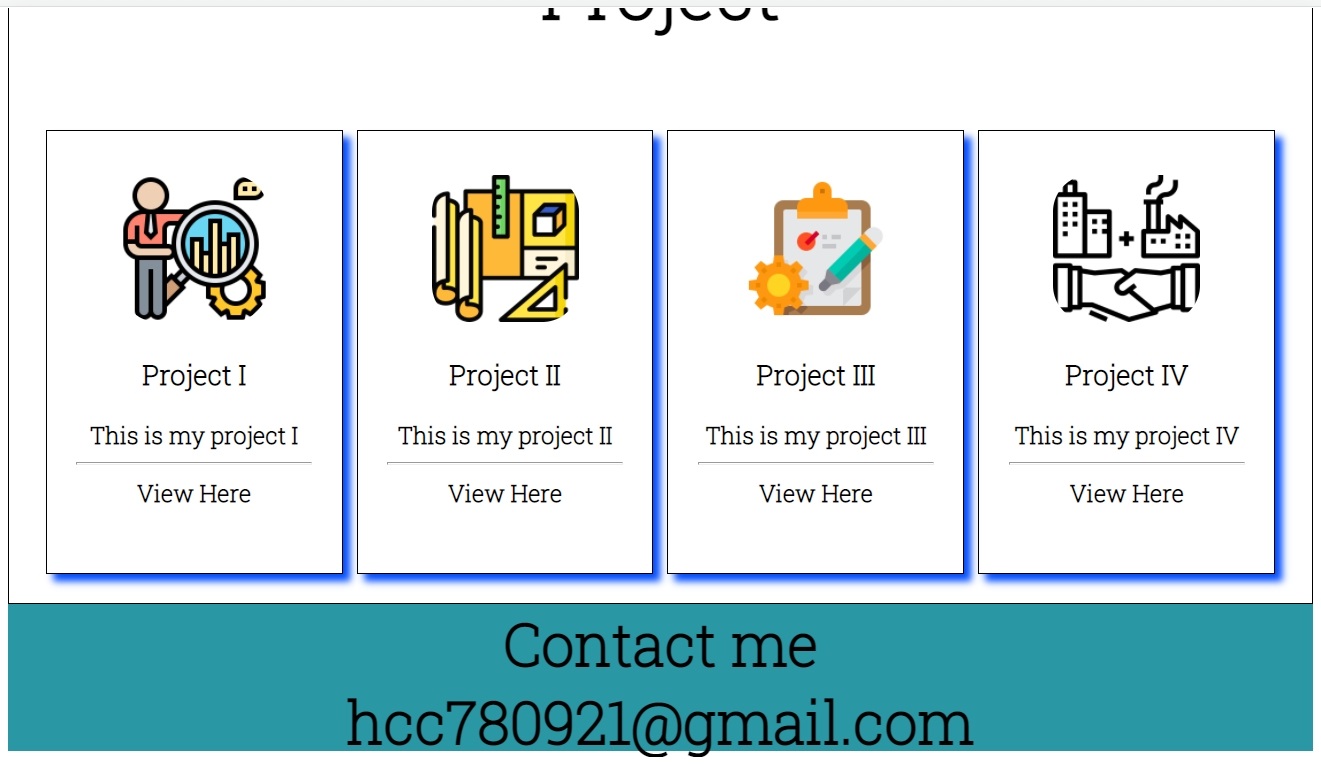 Project
Project I
This is my project I
View Here
Project II
This is my project II
View Here
Project III
This is my project III
View Here
Project IV
This is my project IV
View Here
Contact me
hcc780921@gmail.com